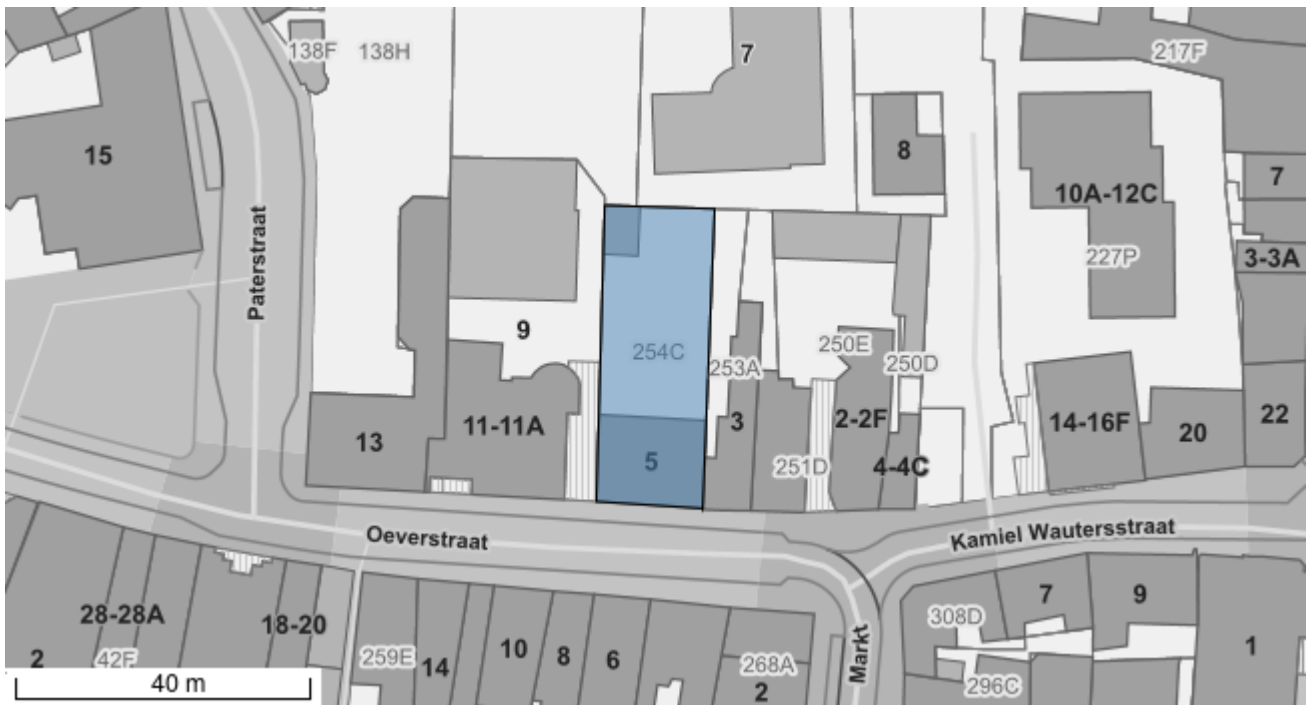 138F
138H
7
217F
15
8
7
10A-12C
Paterstraat
227P
3-3A
9
254C
250E
253A
250D
13
11-11A
3
2-2F
14-16F
22
20
5
251D
4-4C
Oeverstraat
Kamiel Wautersstraat
28-28A
18-20
308D
7
9
2
42F
259E
14
10
8
6
268A
2
Markt
296C
1
40 m